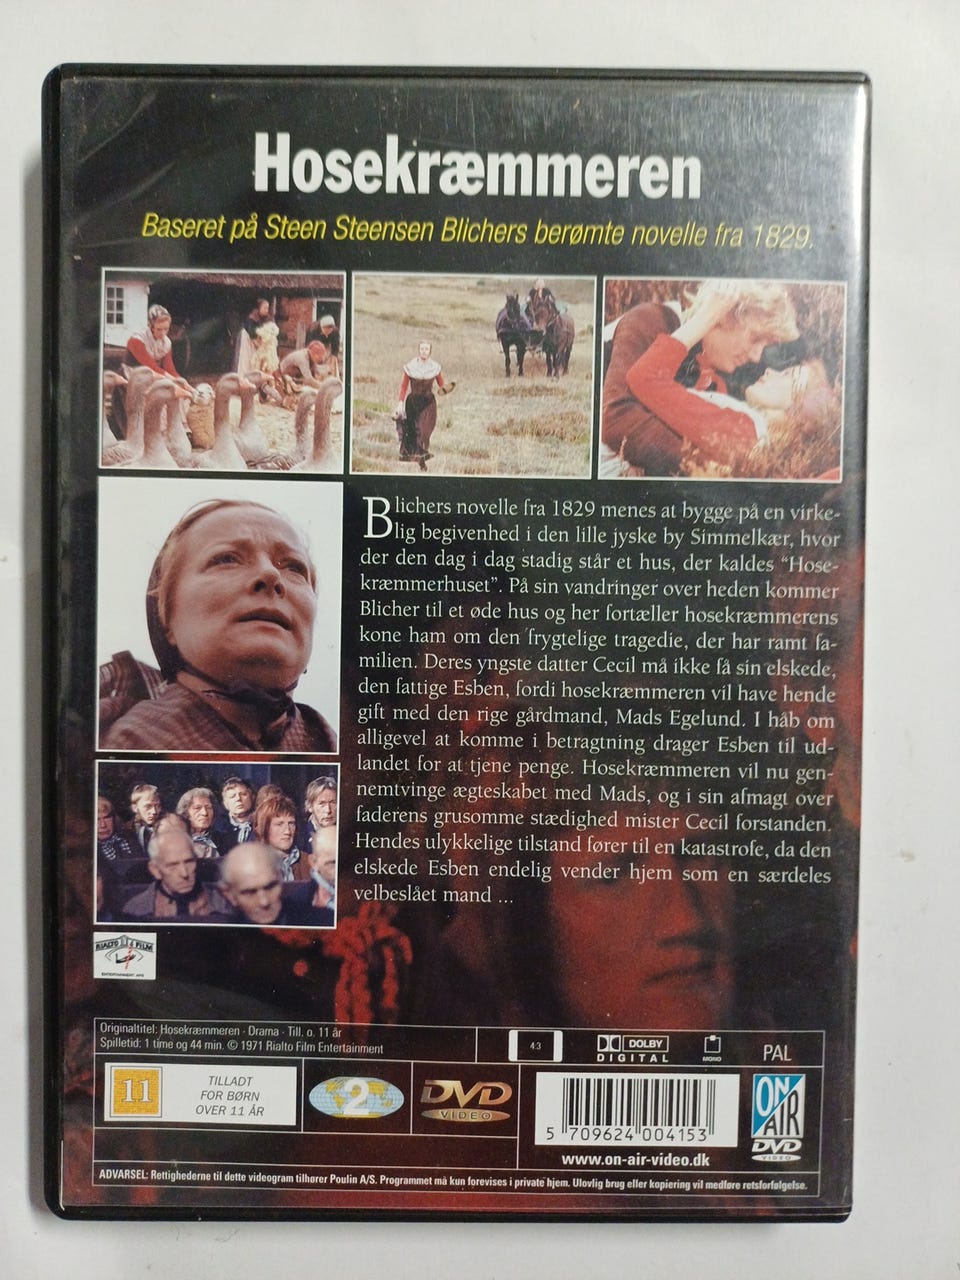 Hosekræmmeren
Baseret på Steen Steensen Blichers berømte novelle fra 1829.
Blichers novelle fra 1829 menes at bygge på en virke-
lig begivenhed i den lille jyske by Simmelkær, hvor
der den dag i dag stadig står et hus, der kaldes "Hose-
kræmmerhuset". På sin vandringer over heden kommer
Blicher til et øde hus og her fortæller hosekræmmerens
kone ham om den frygtelige tragedie, der har ramt fa-
milien. Deres yngste datter Cecil må ikke få sin elskede,
den fattige Esben, fordi hosekræmmeren vil have hende
gift med den rige gårdmand, Mads Egelund. I håb om
alligevel at komme i betragtning drager Esben til ud-
landet for at tjene penge. Hosekræmmeren vil nu gen-
nemtvinge ægteskabet med Mads, og i sin afmagt over
faderens grusomme stædighed mister Cecil forstanden.
Hendes ulykkelige tilstand fører til en katastrofe, da den
elskede Esben endelig vender hjem som en særdeles
velbeslået mand ...
RIALTO FILM
ENTERTAINMENT APS
Originaltitel: Hosekræmmeren · Drama · Till. o. 11 år
Spilletid: 1 time og 44 min. © 1971 Rialto Film Entertainment
4:3
DOLBY
DIGITAL
MONO
PAL
11
TILLADT
FOR BØRN
OVER 11 ÅR
2
DVD
VIDEO
5 709624 004153
www.on-air-video.dk
ON
AIR
DVD
VIDEO
ADVARSEL: Rettighederne til dette videogram tilhører Poulin A/S. Programmet må kun forevises i private hjem. Ulovlig brug eller kopiering vil medføre retsforfølgelse.